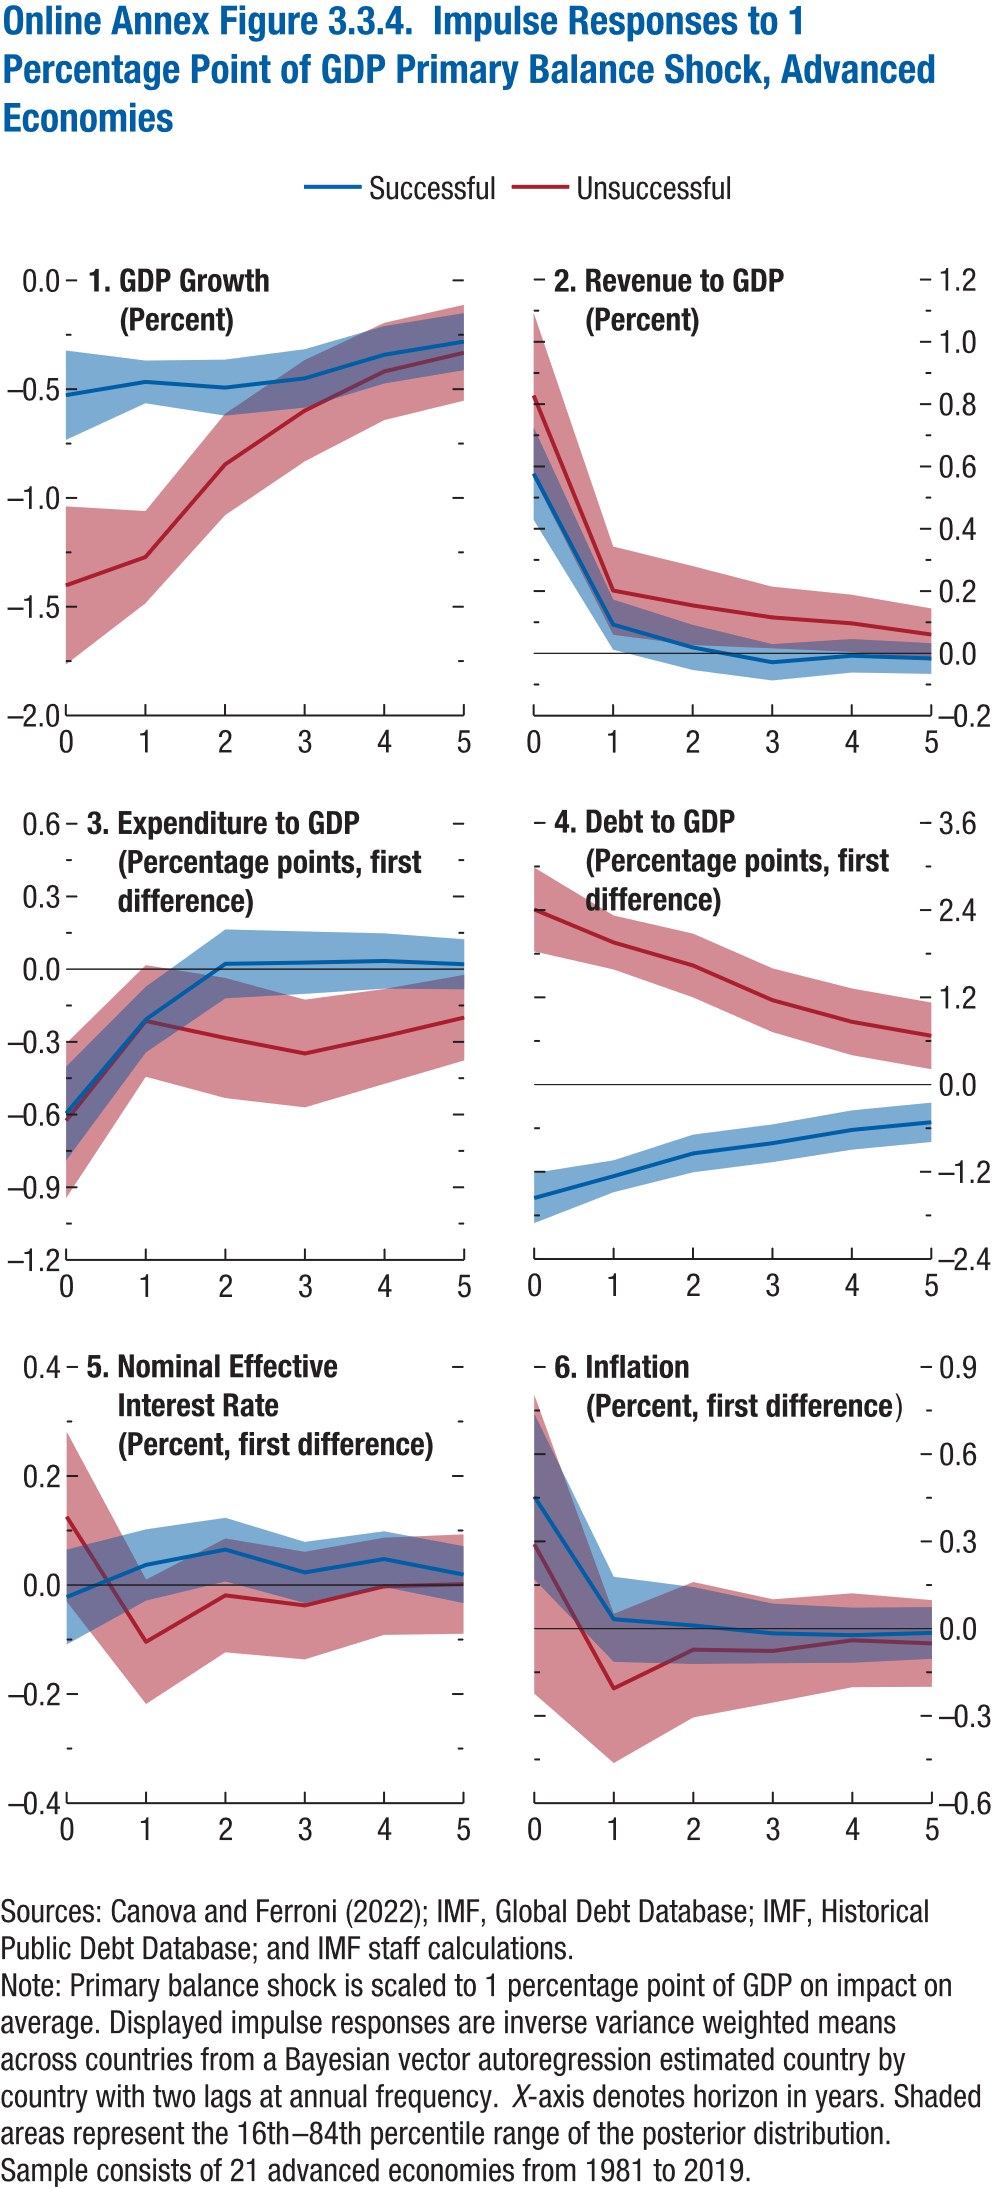 Online Annex Figure 3.3.4.  Impulse Responses to 1
Percentage Point of GDP Primary Balance Shock, Advanced
Economies
Successful
Unsuccessful
1. GDP Growth
(Percent)
0.0
–0.5
–1.0
–1.5
–2.0
0 1 2 3 4 5
2. Revenue to GDP
(Percent)
1.2
1.0
0.8
0.6
0.4
0.2
0.0
–0.2
0 1 2 3 4 5
3. Expenditure to GDP
(Percentage points, first
difference)
0.6
0.3
0.0
–0.3
–0.6
–0.9
–1.2
0 1 2 3 4 5
4. Debt to GDP
(Percentage points, first
difference)
3.6
2.4
1.2
0.0
–1.2
–2.4
0 1 2 3 4 5
5. Nominal Effective
Interest Rate
(Percent, first difference)
0.4
0.2
0.0
–0.2
–0.4
0 1 2 3 4 5
6. Inflation
(Percent, first difference)
0.9
0.6
0.3
0.0
–0.3
–0.6
0 1 2 3 4 5
Sources: Canova and Ferroni (2022); IMF, Global Debt Database; IMF, Historical
Public Debt Database; and IMF staff calculations.
Note: Primary balance shock is scaled to 1 percentage point of GDP on impact on
average. Displayed impulse responses are inverse variance weighted means
across countries from a Bayesian vector autoregression estimated country by
country with two lags at annual frequency.  X-axis denotes horizon in years. Shaded
areas represent the 16th–84th percentile range of the posterior distribution.
Sample consists of 21 advanced economies from 1981 to 2019.